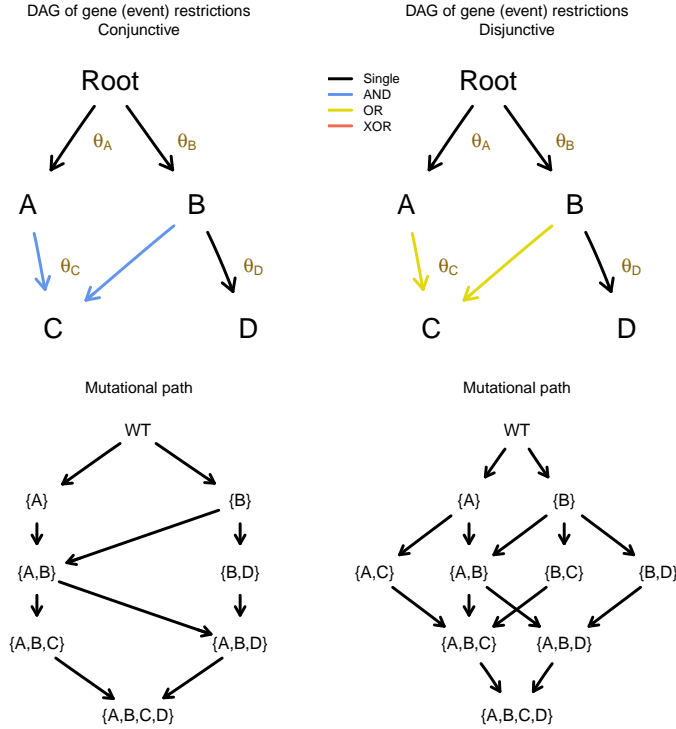 DAG of gene (event) restrictions
Conjunctive
Root
θA
θB
A
B
θC
θD
C
D
Mutational path
WT
{A}
{B}
{A,B}
{B,D}
{A,B,C}
{A,B,D}
{A,B,C,D}
DAG of gene (event) restrictions
Disjunctive
Single
AND
OR
XOR
Root
θA
θB
A
B
θC
θD
C
D
Mutational path
WT
{A}
{B}
{A,C}
{A,B}
{B,C}
{B,D}
{A,B,C}
{A,B,D}
{A,B,C,D}